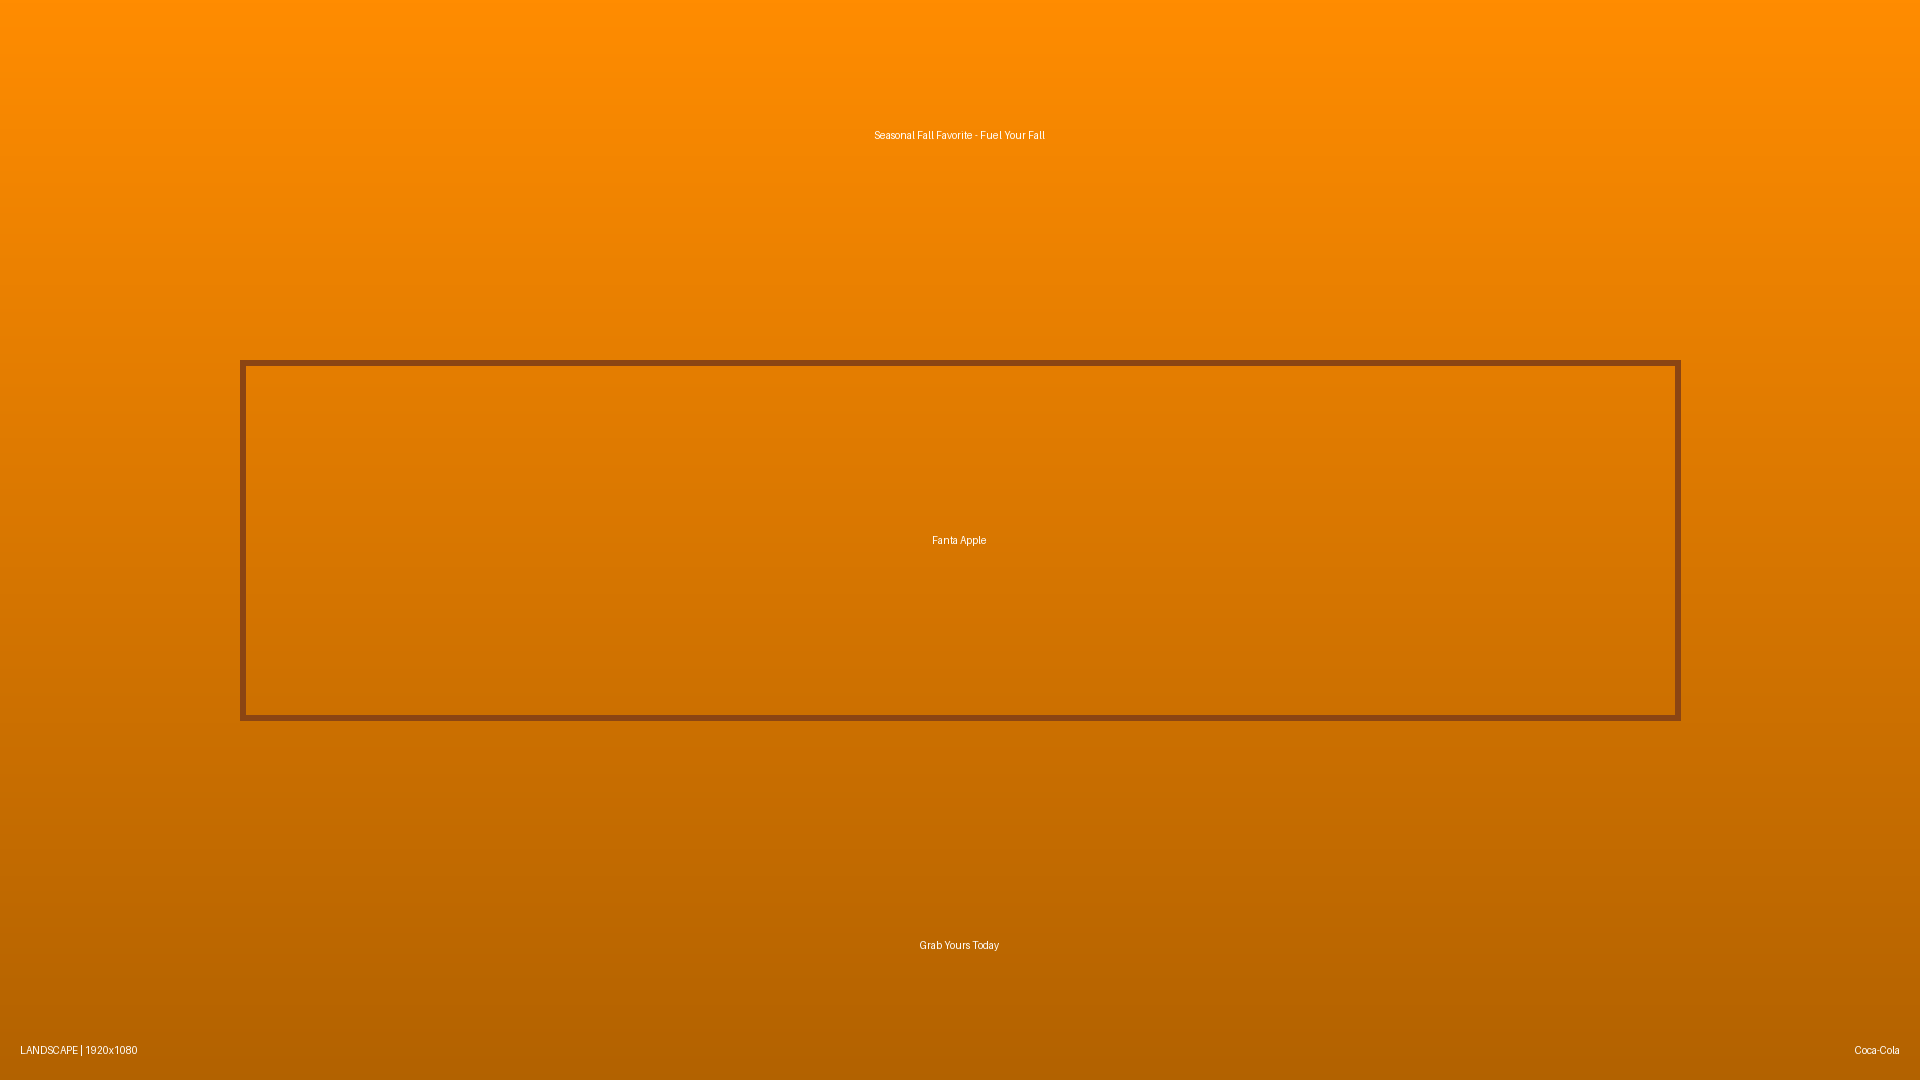 Seasonal Fall Favorite - Fuel Your Fall
Fanta Apple
Grab Yours Today
LANDSCAPE | 1920x1080
Coca-Cola